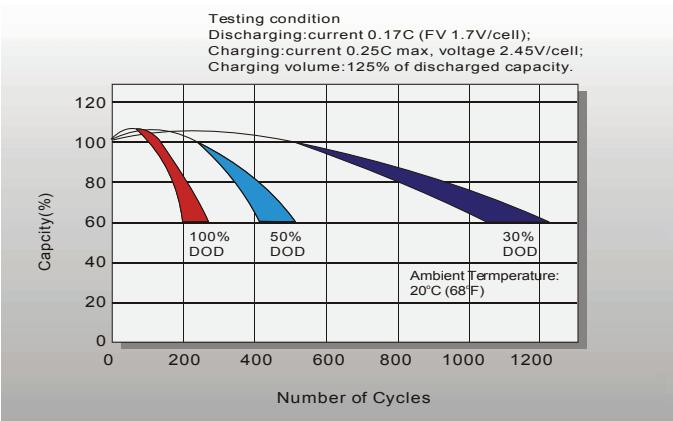 Testing condition
Discharging:current 0.17C (FV 1.7V/cell);
Charging:current 0.25C max, voltage 2.45V/cell;
Charging volume:125% of discharged capacity.
120
100
80
60
40
20
0
Capcity(%)
100%
DOD
50%
DOD
30%
DOD
Ambient Termperature:
20°C (68°F)
0 200 400 600 800 1000 1200
Number of Cycles